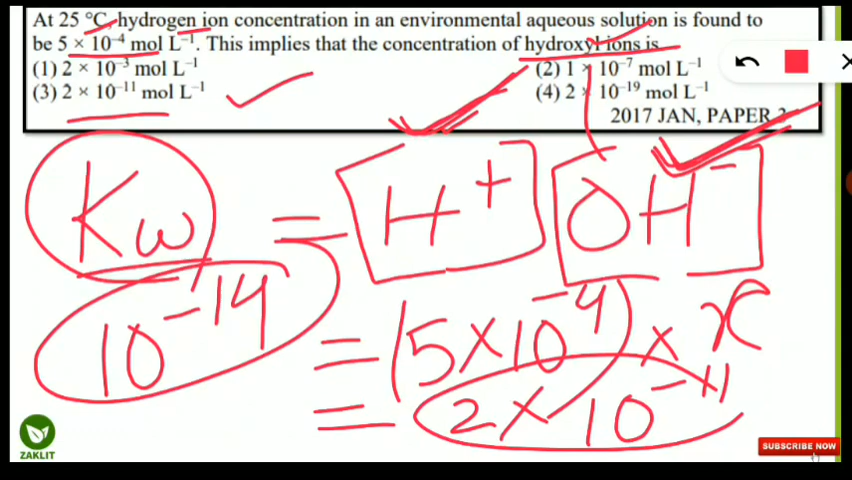 At 25 °C, hydrogen ion concentration in an environmental aqueous solution is found to
be 5 × 10⁻⁴ mol L⁻¹. This implies that the concentration of hydroxyl ions is
(1) 2 × 10⁻³ mol L⁻¹ (2) 1 × 10⁻⁷ mol L⁻¹
(3) 2 × 10⁻¹¹ mol L⁻¹ (4) 2 × 10⁻¹⁹ mol L⁻¹
2017 JAN, PAPER 2
Kw = [H⁺] [OH⁻]
10⁻¹⁴ = (5×10⁻⁴) × x
= 2 × 10⁻¹¹
ZAKLIT
SUBSCRIBE NOW